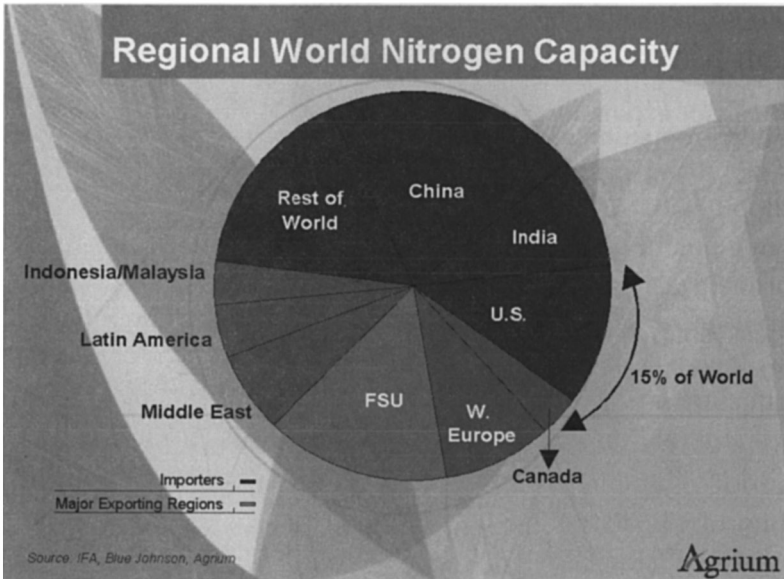 Regional World Nitrogen Capacity
Rest of
World
China
India
Indonesia/Malaysia
U.S.
Latin America
15% of World
Middle East
FSU
W.
Europe
Canada
Importers
Major Exporting Regions
Source: IFA, Blue Johnson, Agrium
Agrium